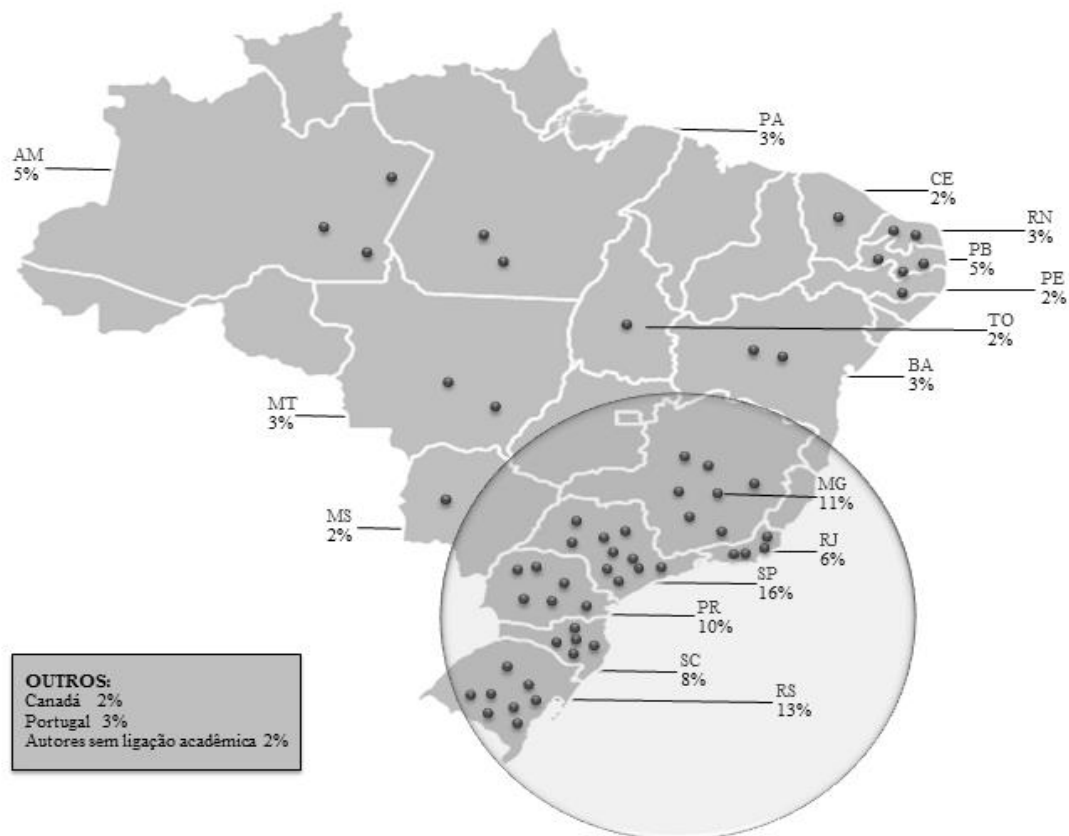 PA
3%
AM
5%
CE
2%
RN
3%
PB
5%
PE
2%
TO
2%
BA
3%
MT
3%
MG
11%
MS
2%
RJ
6%
SP
16%
PR
10%
SC
8%
RS
13%
OUTROS:
Canadá 2%
Portugal 3%
Autores sem ligação acadêmica 2%